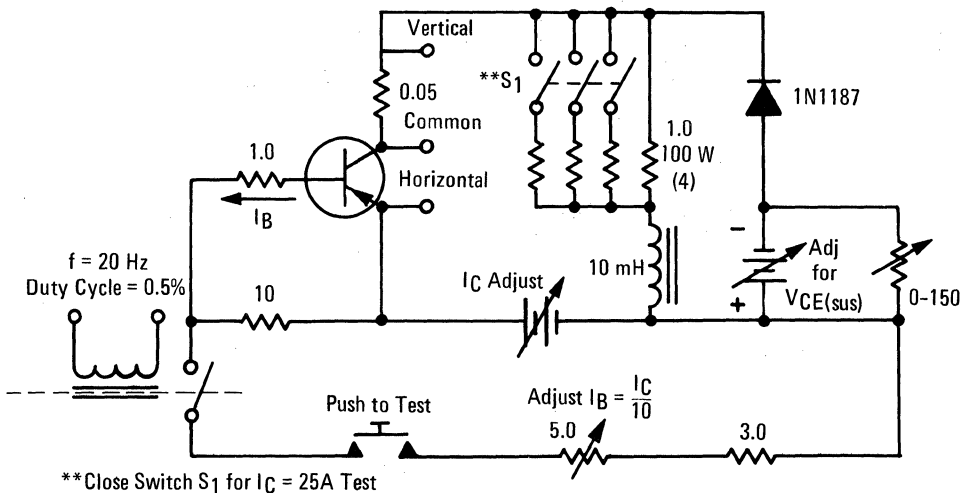 Vertical
0.05
Common
Horizontal
**S1
1N1187
1.0
100 W
(4)
1.0
IB
f = 20 Hz
Duty Cycle = 0.5%
10
IC Adjust
10 mH
−
+
Adj
for
VCE(sus)
0-150
Push to Test
Adjust IB = IC/10
5.0
3.0
**Close Switch S1 for IC = 25A Test